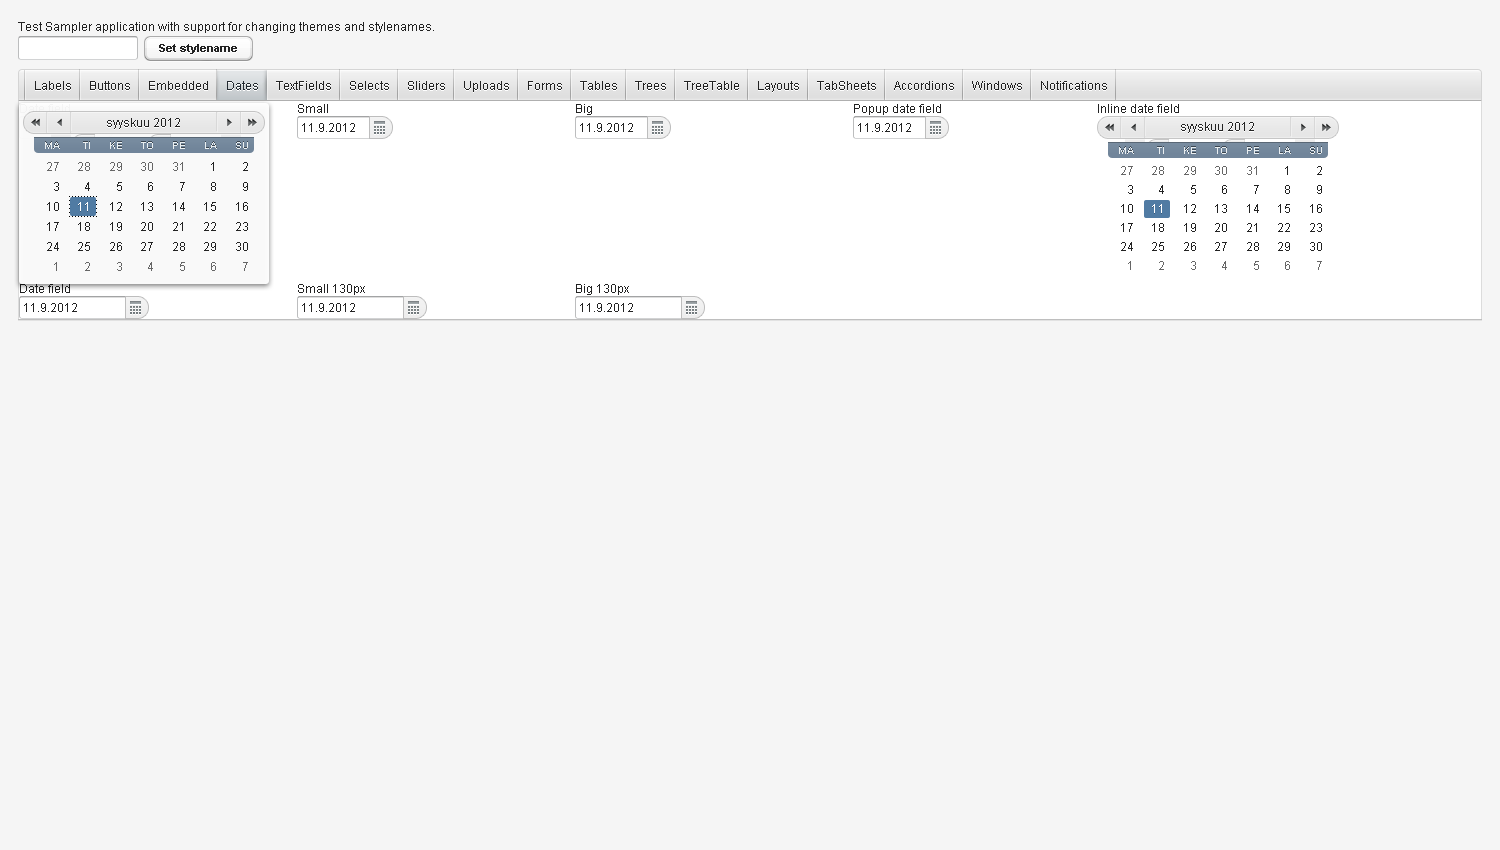 Test Sampler application with support for changing themes and stylenames.
Set stylename
Labels Buttons Embedded Dates TextFields Selects Sliders Uploads Forms Tables Trees TreeTable Layouts TabSheets Accordions Windows Notifications
syyskuu 2012
MA TI KE TO PE LA SU
27 28 29 30 31 1 2
3 4 5 6 7 8 9
10 11 12 13 14 15 16
17 18 19 20 21 22 23
24 25 26 27 28 29 30
1 2 3 4 5 6 7
Small
11.9.2012
Big
11.9.2012
Popup date field
11.9.2012
Inline date field
syyskuu 2012
MA TI KE TO PE LA SU
27 28 29 30 31 1 2
3 4 5 6 7 8 9
10 11 12 13 14 15 16
17 18 19 20 21 22 23
24 25 26 27 28 29 30
1 2 3 4 5 6 7
Date field
11.9.2012
Small 130px
11.9.2012
Big 130px
11.9.2012